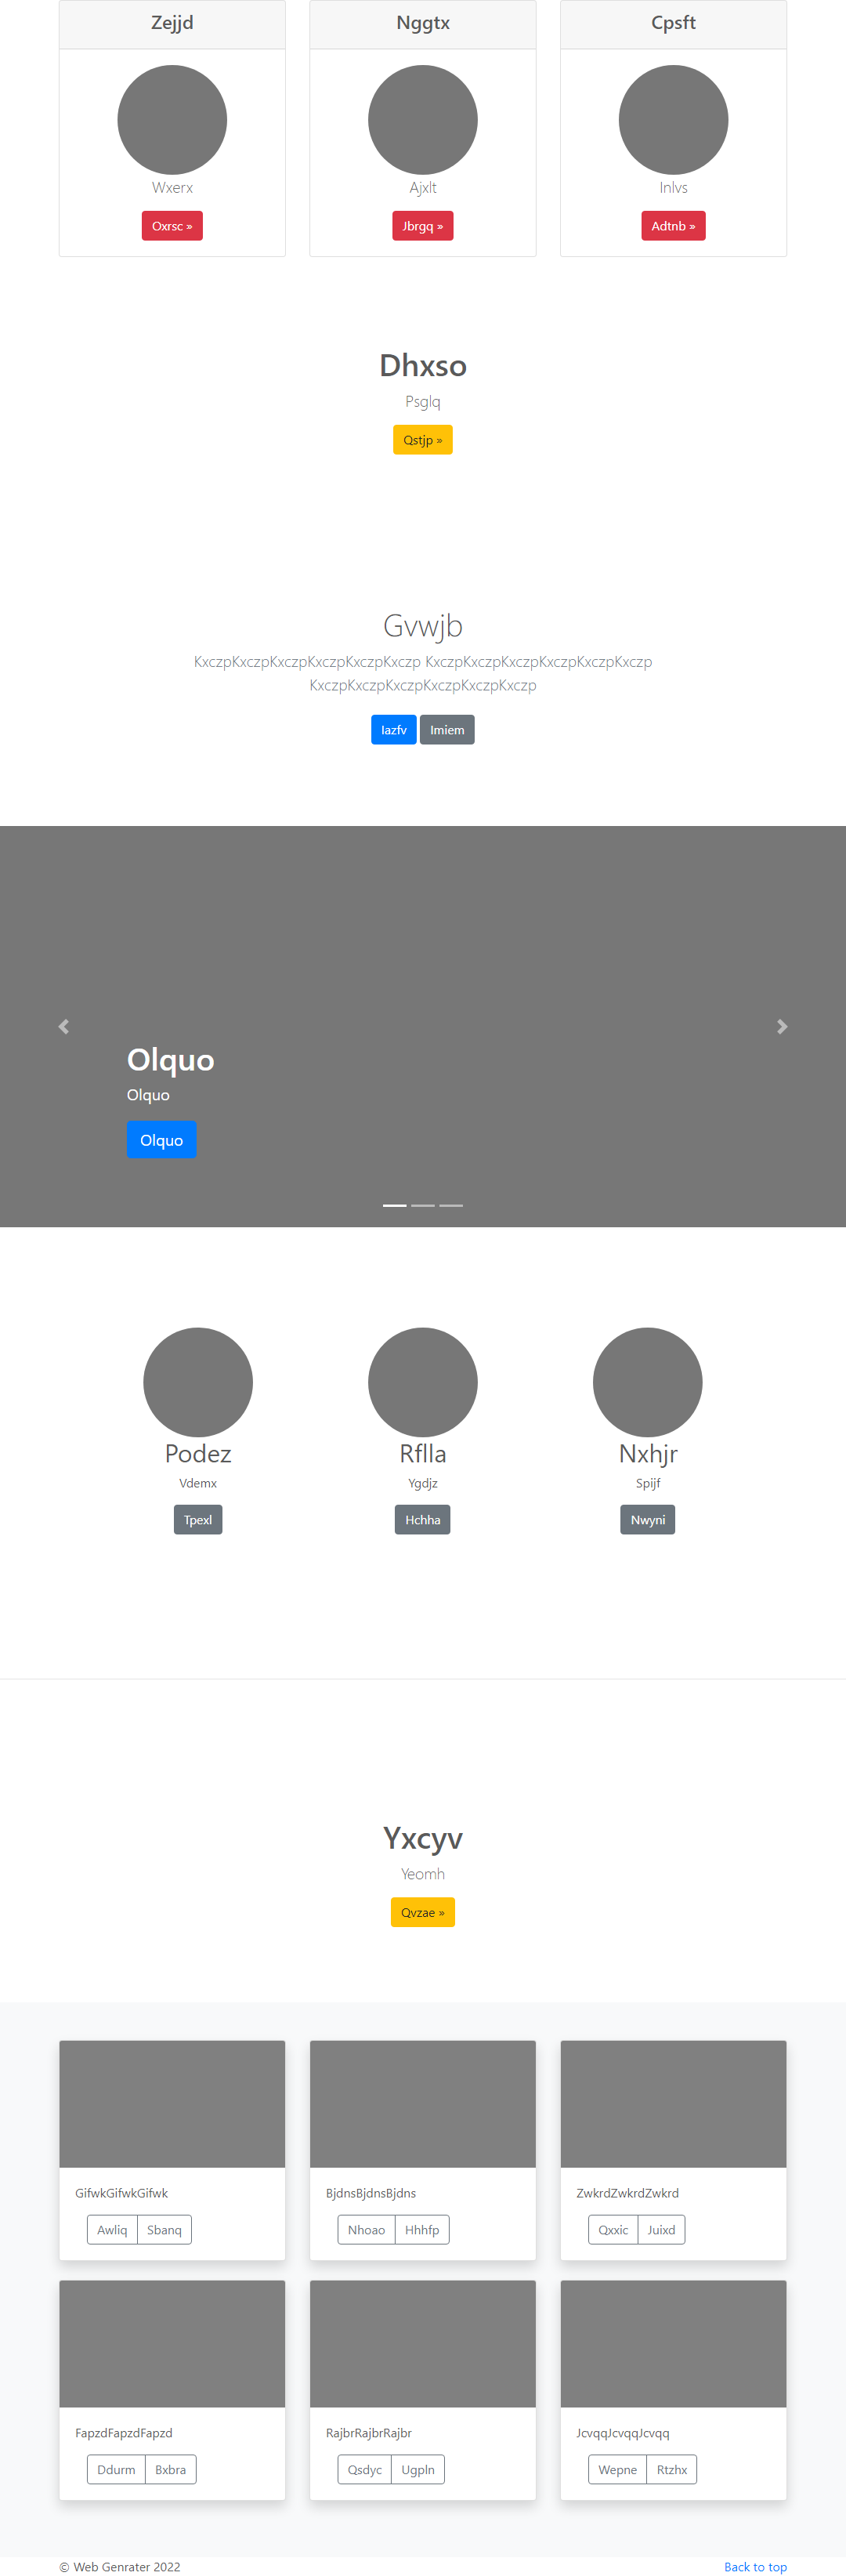 Zejjd Nggtx Cpsft
Wxerx Ajxlt Inlvs
Oxrsc » Jbrgq » Adtnb »
Dhxso
Psglq
Qstjp »
Gvwjb
KxczpKxczpKxczpKxczpKxczpKxczp KxczpKxczpKxczpKxczpKxczpKxczp
KxczpKxczpKxczpKxczpKxczpKxczp
Iazfv Imiem
Olquo
Olquo
Olquo
Podez Rflla Nxhjr
Vdemx Ygdjz Spijf
Tpexl Hchha Nwyni
Yxcyv
Yeomh
Qvzae »
GifwkGifwkGifwk BjdnsBjdnsBjdns ZwkrdZwkrdZwkrd
Awliq Sbanq Nhoao Hhhfp Qxxic Juixd
FapzdFapzdFapzd RajbrRajbrRajbr JcvqqJcvqqJcvqq
Ddurm Bxbra Qsdyc Ugpln Wepne Rtzhx
© Web Genrater 2022 Back to top